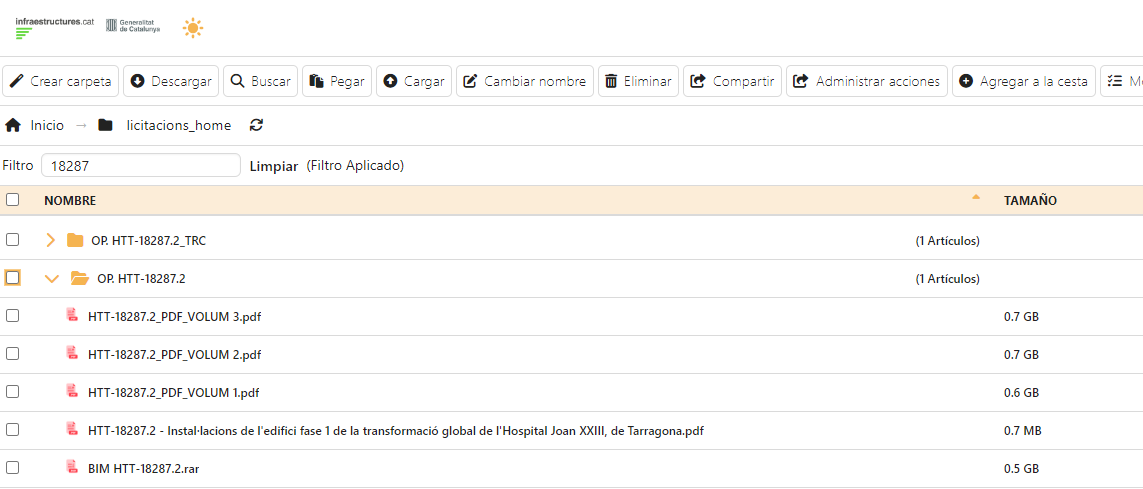 infraestructures.cat
Generalitat
de Catalunya
Crear carpeta Descargar Buscar Pegar Cargar Cambiar nombre Eliminar Compartir Administrar acciones Agregar a la cesta
Inicio → licitacions_home
Filtro 18287 Limpiar (Filtro Aplicado)
NOMBRE TAMAÑO
OP. HTT-18287.2_TRC (1 Artículos)
OP. HTT-18287.2 (1 Artículos)
HTT-18287.2_PDF_VOLUM 3.pdf 0.7 GB
HTT-18287.2_PDF_VOLUM 2.pdf 0.7 GB
HTT-18287.2_PDF_VOLUM 1.pdf 0.6 GB
HTT-18287.2 - Instal·lacions de l'edifici fase 1 de la transformació global de l'Hospital Joan XXIII, de Tarragona.pdf 0.7 MB
BIM HTT-18287.2.rar 0.5 GB